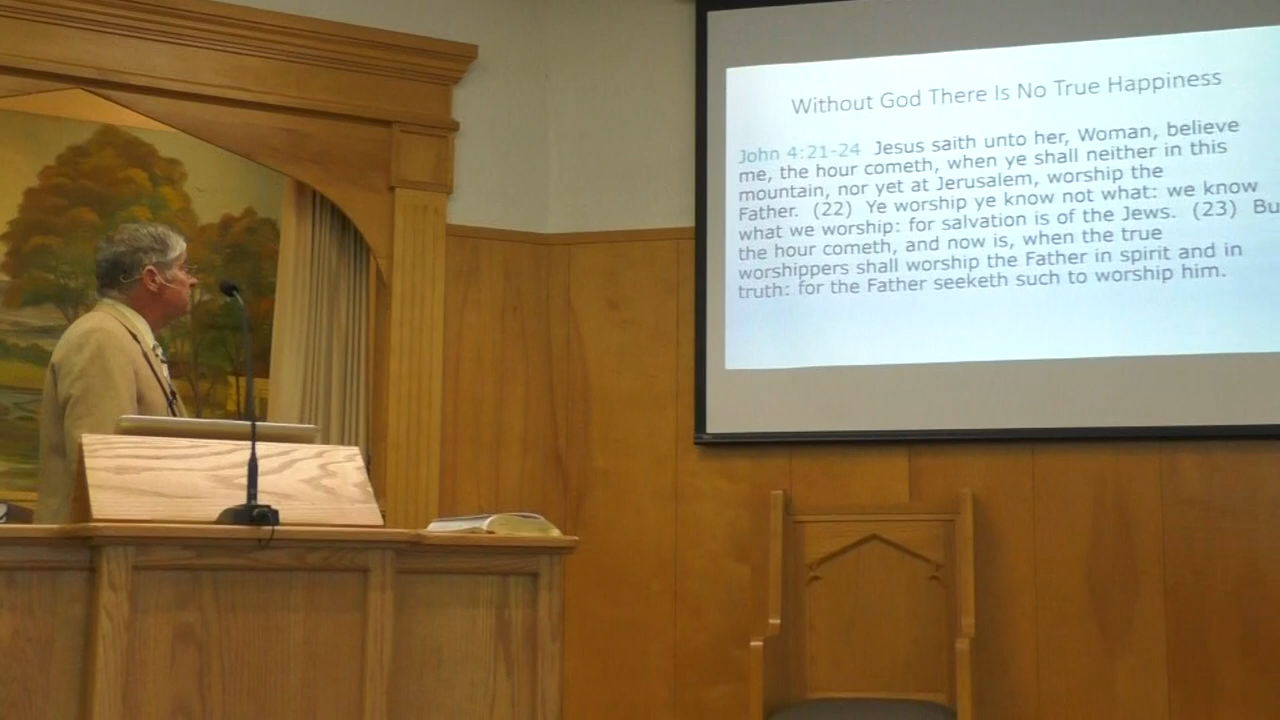 Without God There Is No True Happiness
John 4:21-24 Jesus saith unto her, Woman, believe
me, the hour cometh, when ye shall neither in this
mountain, nor yet at Jerusalem, worship the
Father. (22) Ye worship ye know not what: we know
what we worship: for salvation is of the Jews. (23) Bu
the hour cometh, and now is, when the true
worshippers shall worship the Father in spirit and in
truth: for the Father seeketh such to worship him.